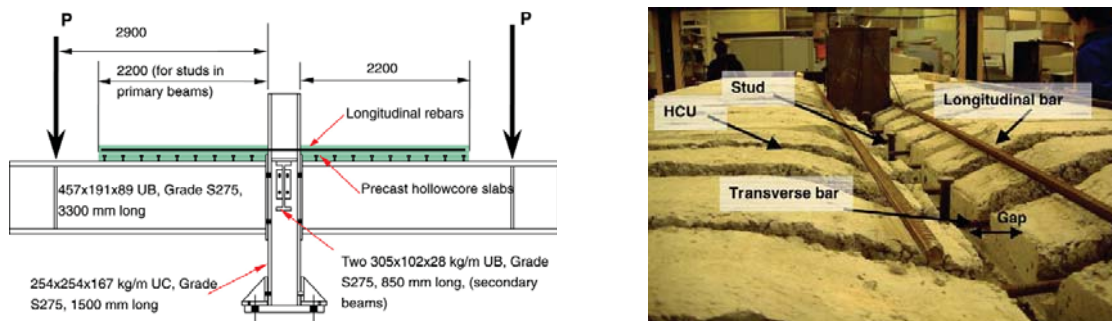 P
P
2900
2200 (for studs in
primary beams)
2200
Longitudinal rebars
457x191x89 UB, Grade S275,
3300 mm long
Precast hollowcore slabs
254x254x167 kg/m UC, Grade
S275, 1500 mm long
Two 305x102x28 kg/m UB, Grade
S275, 850 mm long, (secondary
beams)
Stud
HCU
Longitudinal bar
Transverse bar
Gap